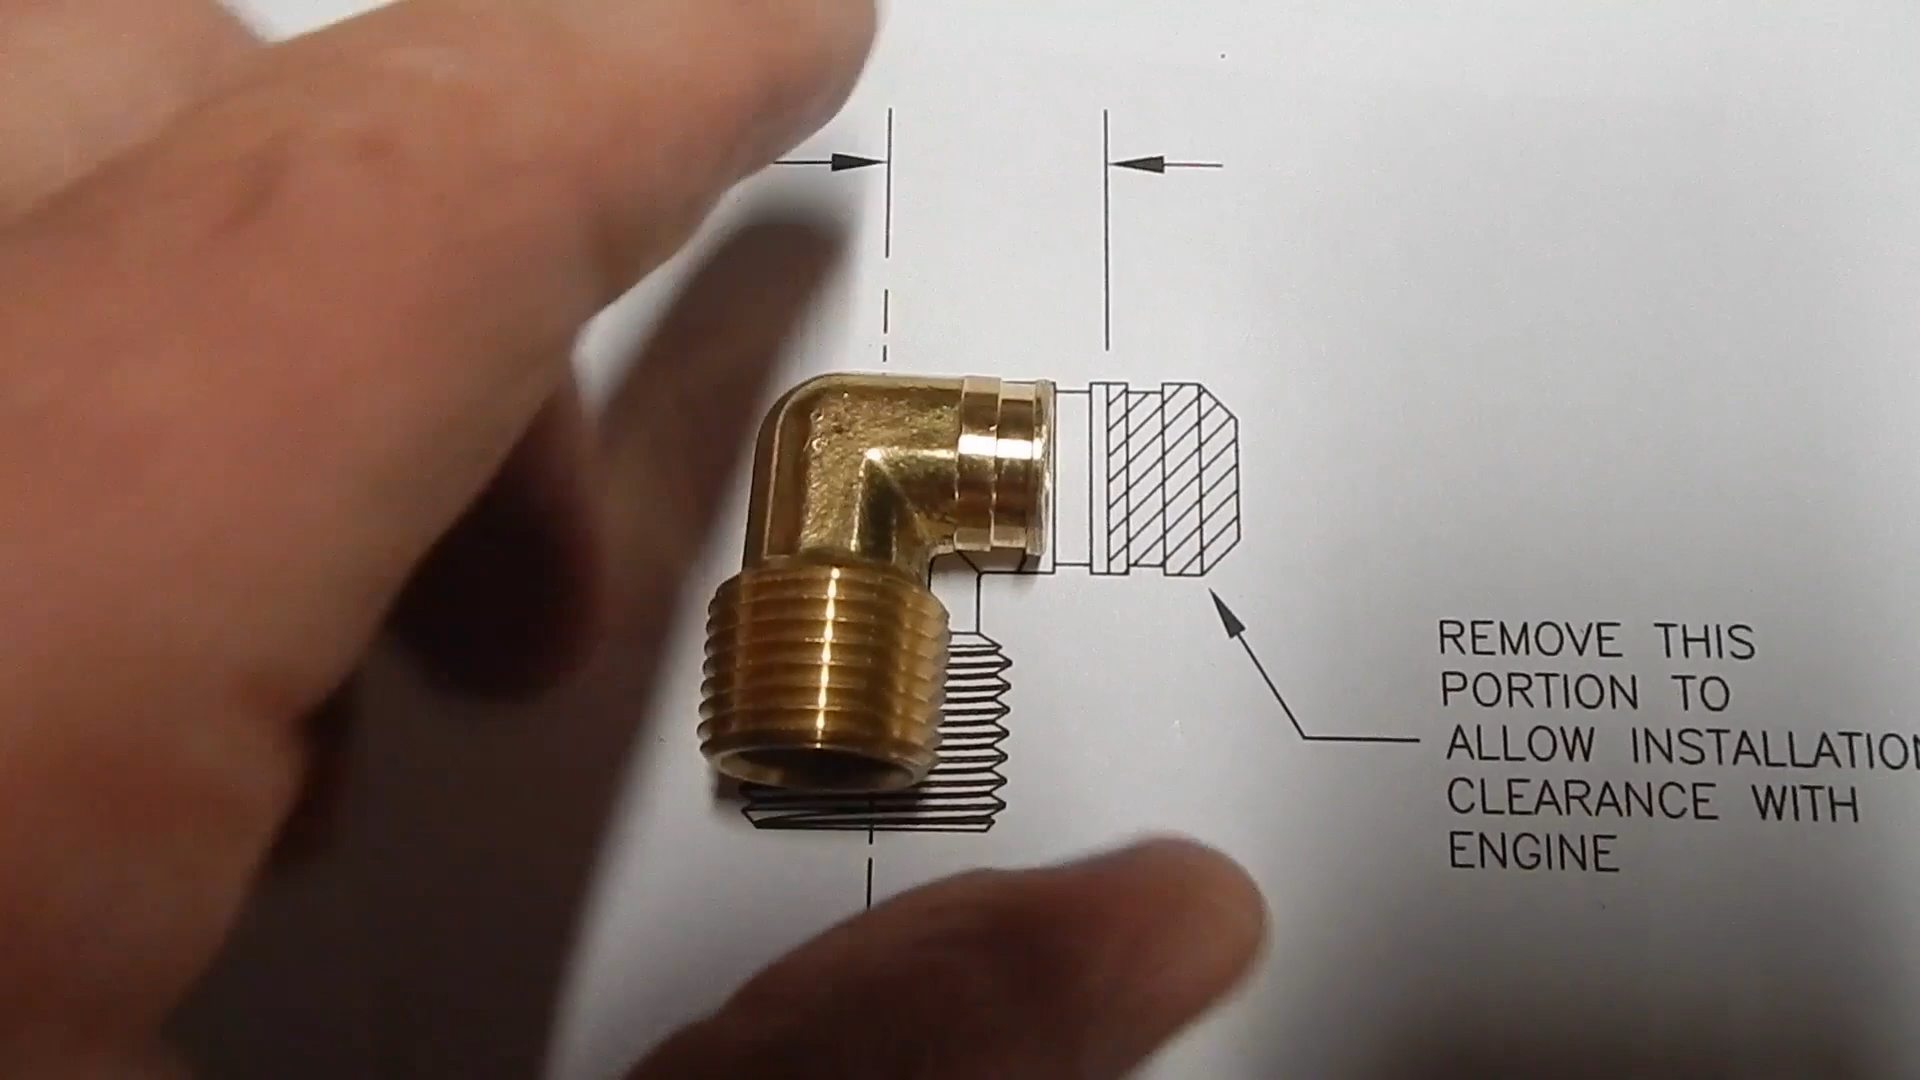 REMOVE THIS
PORTION TO
ALLOW INSTALLATION
CLEARANCE WITH
ENGINE